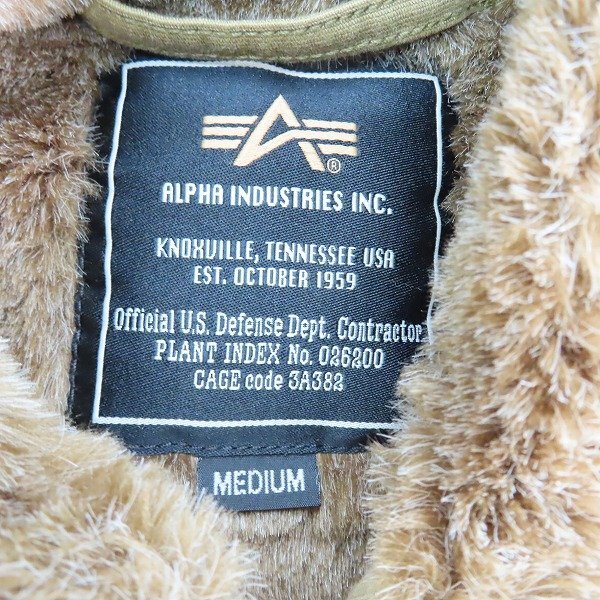 ®
ALPHA INDUSTRIES INC.
KNOXVILLE, TENNESSEE USA
EST. OCTOBER 1959
Official U.S. Defense Dept. Contractor
PLANT INDEX No. 026200
CAGE code 3A382
MEDIUM